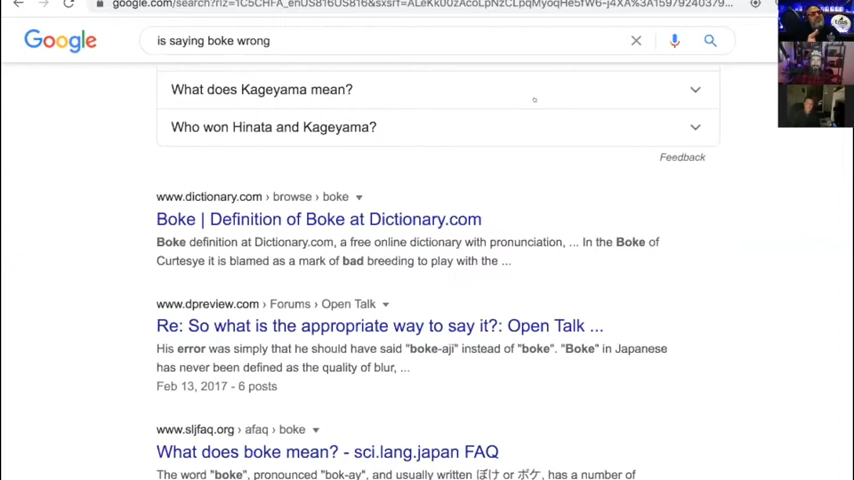 Google
is saying boke wrong
What does Kageyama mean?
Who won Hinata and Kageyama?
Feedback
www.dictionary.com › browse › boke
Boke | Definition of Boke at Dictionary.com
Boke definition at Dictionary.com, a free online dictionary with pronunciation, ... In the Boke of
Curtesye it is blamed as a mark of bad breeding to play with the ...
www.dpreview.com › Forums › Open Talk
Re: So what is the appropriate way to say it?: Open Talk ...
His error was simply that he should have said "boke-aji" instead of "boke". "Boke" in Japanese
has never been defined as the quality of blur, ...
Feb 13, 2017 - 6 posts
www.sljfaq.org › afaq › boke
What does boke mean? - sci.lang.japan FAQ
The word "boke", pronounced "bok-ay", and usually written ぼけ or ボケ, has a number of